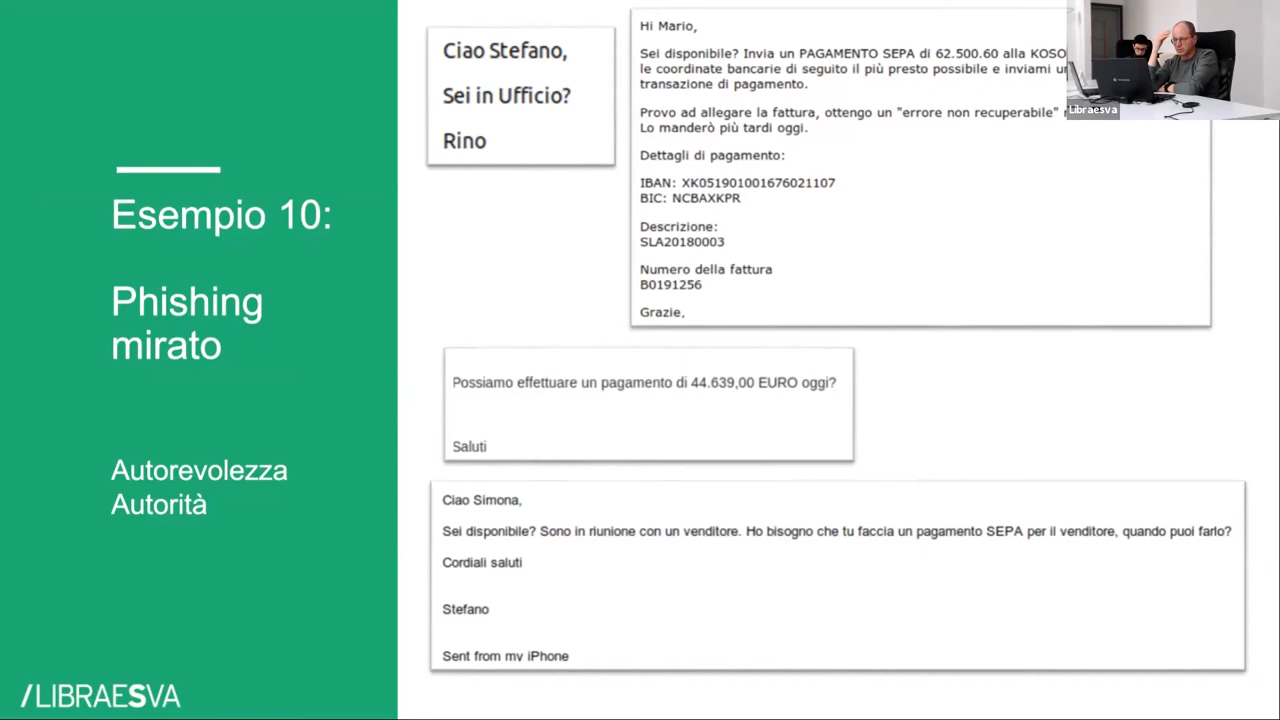 Esempio 10:
Phishing
mirato
Autorevolezza
Autorità
/LIBRAESVA
Ciao Stefano,
Sei in Ufficio?
Rino
Hi Mario,
Sei disponibile? Invia un PAGAMENTO SEPA di 62.500.60 alla
le coordinate bancarie di seguito il più presto possibile e inviami
transazione di pagamento.
Provo ad allegare la fattura, ottengo un "errore non recuperabile"
Lo manderò più tardi oggi.
Dettagli di pagamento:
IBAN: XK051901001676021107
BIC: NCBAXKPR
Descrizione:
SLA20180003
Numero della fattura
B0191256
Grazie,
Possiamo effettuare un pagamento di 44.639,00 EURO oggi?
Saluti
Ciao Simona,
Sei disponibile? Sono in riunione con un venditore. Ho bisogno che tu faccia un pagamento SEPA per il venditore, quando puoi farlo?
Cordiali saluti
Stefano
Sent from my iPhone
Libraesva